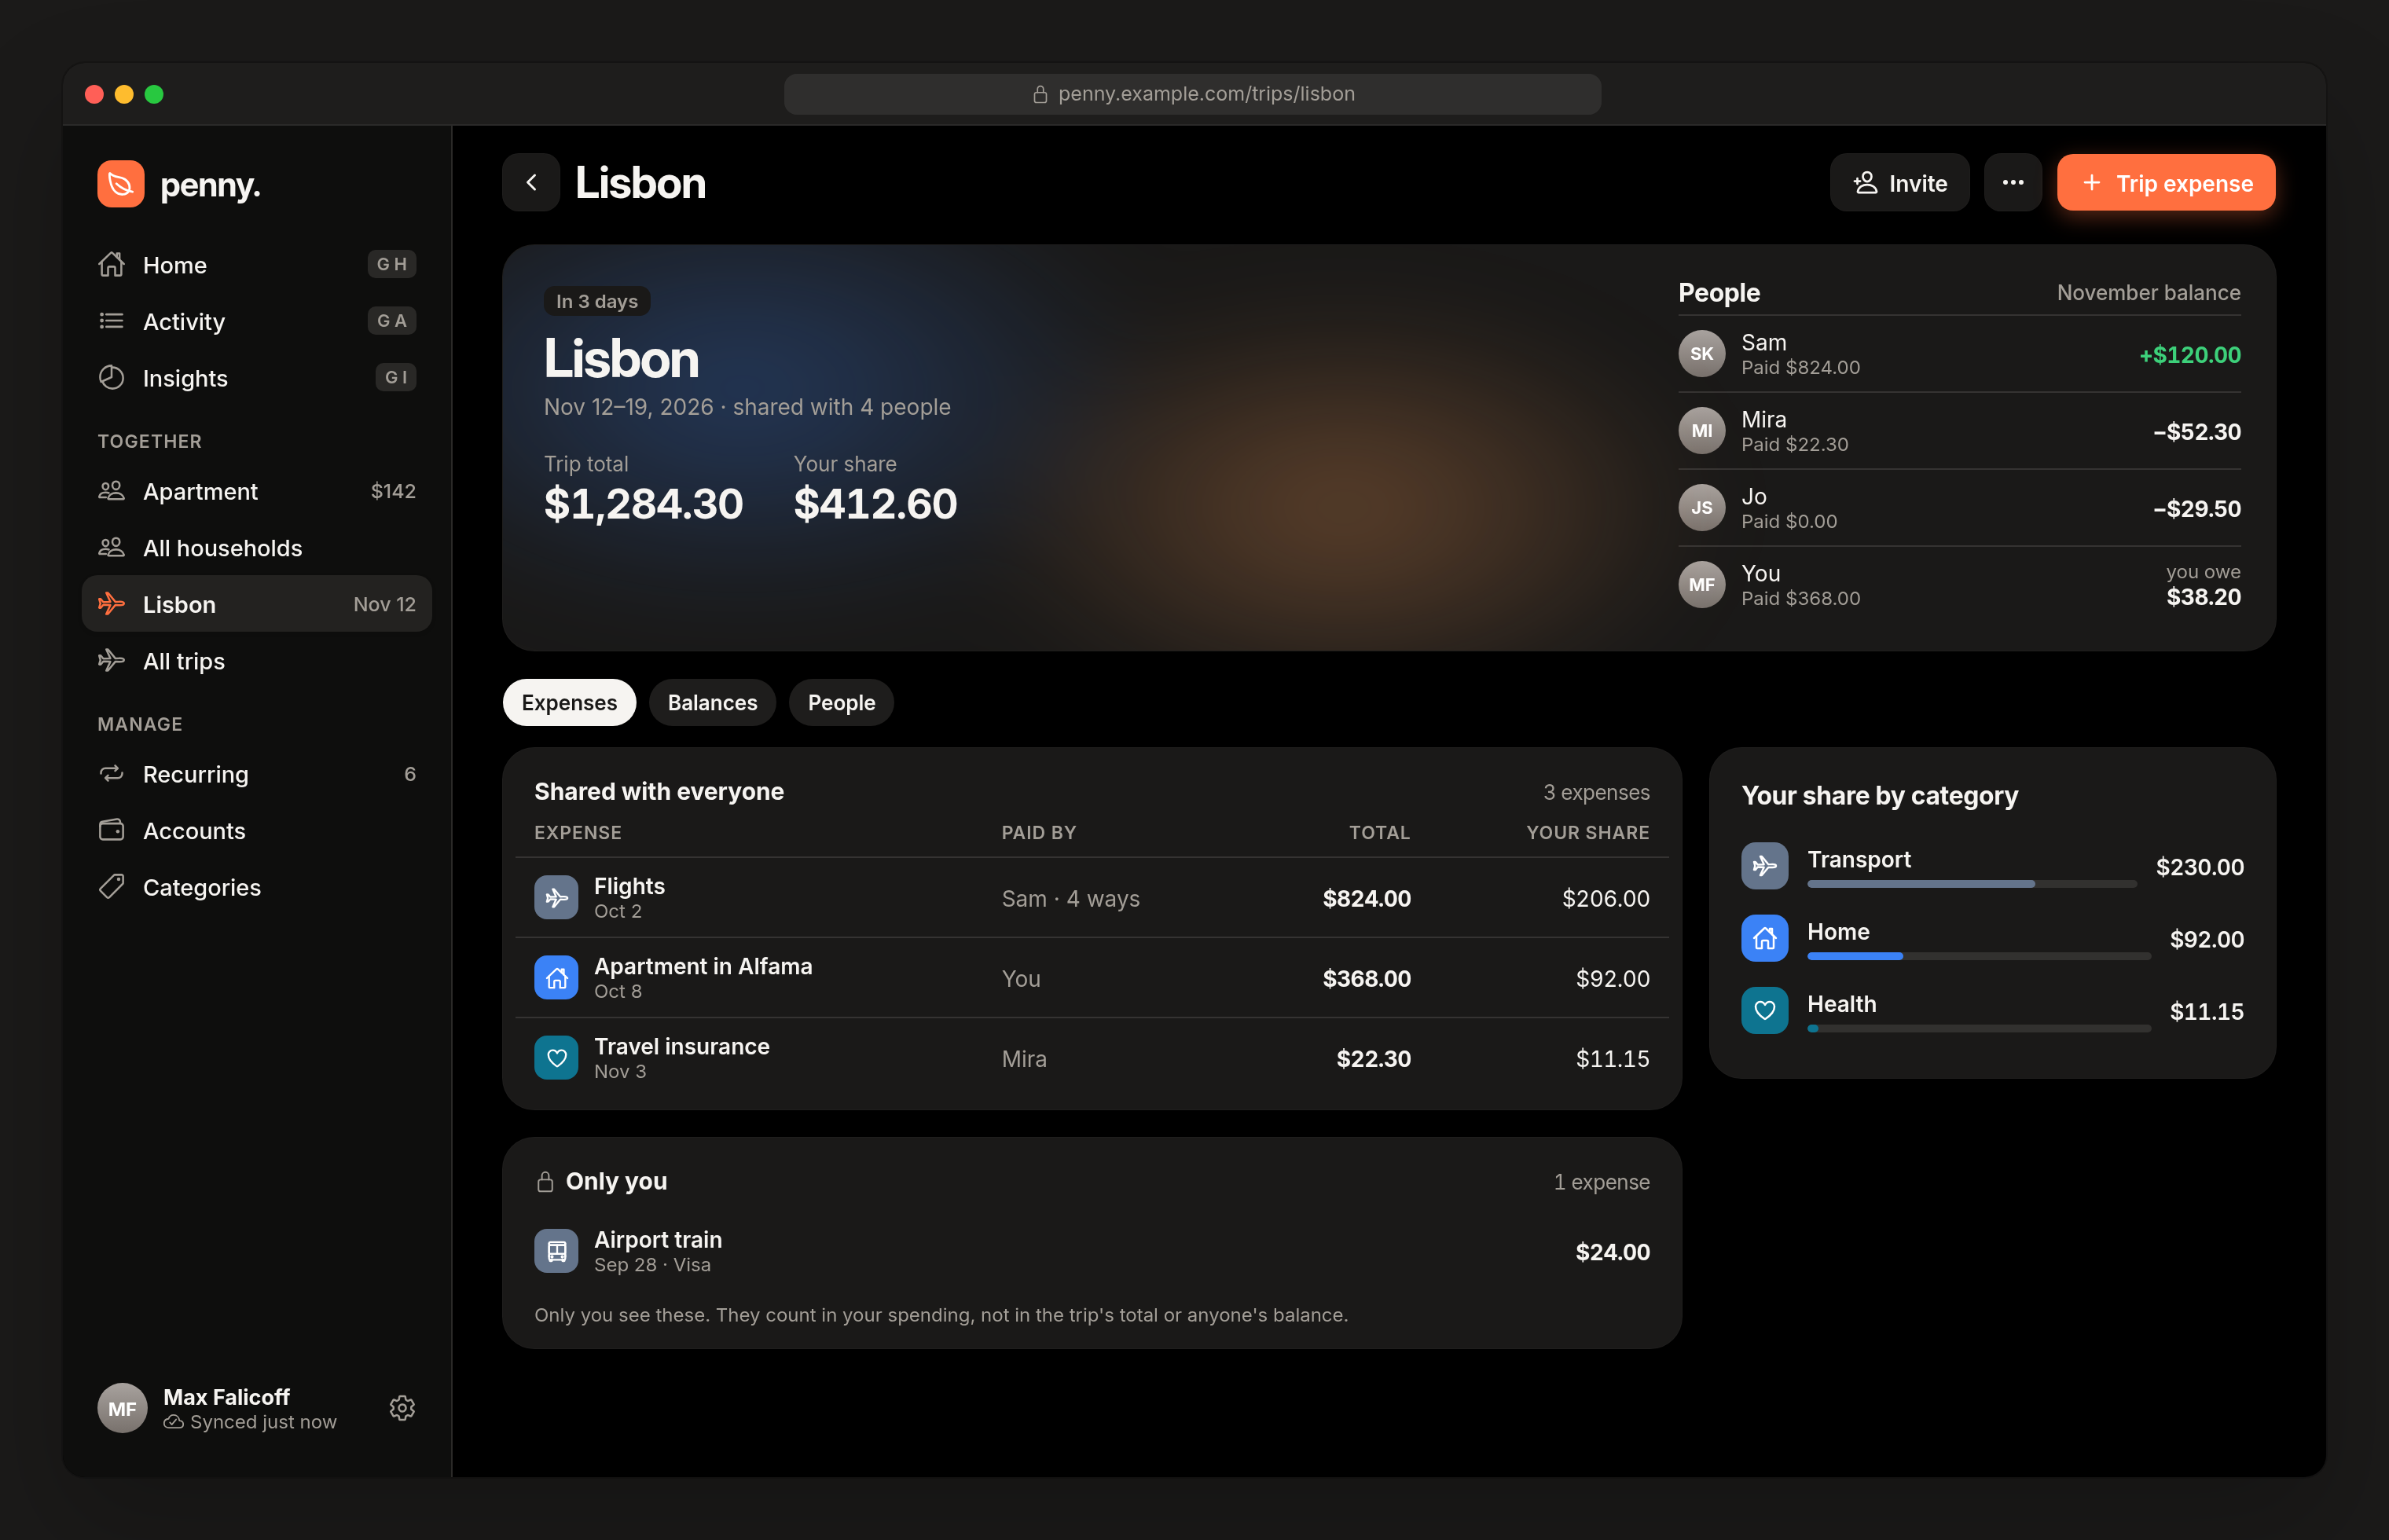 penny.example.com/trips/lisbon
penny.
Home G H
Activity G A
Insights G I
TOGETHER
Apartment $142
All households
Lisbon Nov 12
All trips
MANAGE
Recurring 6
Accounts
Categories
MF
Max Falicoff
Synced just now
Lisbon
Invite
Trip expense
In 3 days
Lisbon
Nov 12–19, 2026 · shared with 4 people
Trip total
$1,284.30
Your share
$412.60
People November balance
SK
Sam
Paid $824.00
+$120.00
MI
Mira
Paid $22.30
−$52.30
JS
Jo
Paid $0.00
−$29.50
MF
You
Paid $368.00
you owe
$38.20
Expenses
Balances
People
Shared with everyone 3 expenses
EXPENSE PAID BY TOTAL YOUR SHARE
Flights
Oct 2
Sam · 4 ways $824.00 $206.00
Apartment in Alfama
Oct 8
You $368.00 $92.00
Travel insurance
Nov 3
Mira $22.30 $11.15
Only you 1 expense
Airport train
Sep 28 · Visa
$24.00
Only you see these. They count in your spending, not in the trip's total or anyone's balance.
Your share by category
Transport $230.00
Home $92.00
Health $11.15